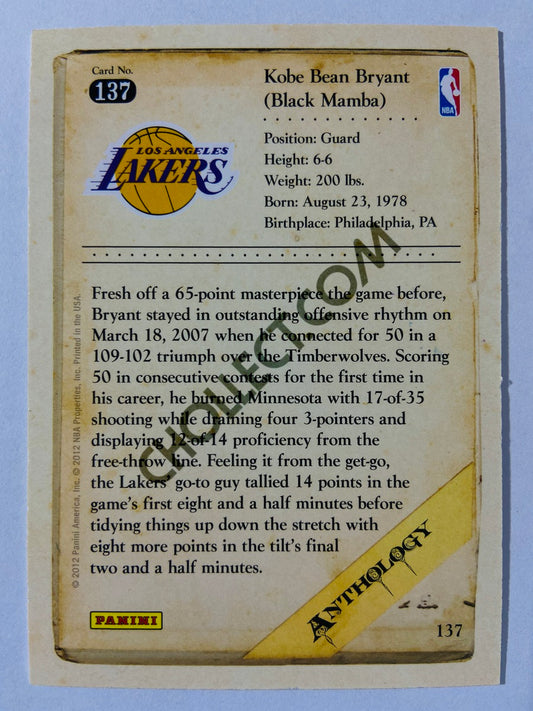 Card No.
137
Kobe Bean Bryant
(Black Mamba)
NBA
LOS ANGELES
LAKERS
Position: Guard
Height: 6-6
Weight: 200 lbs.
Born: August 23, 1978
Birthplace: Philadelphia, PA
Fresh off a 65-point masterpiece the game before,
Bryant stayed in outstanding offensive rhythm on
March 18, 2007 when he connected for 50 in a
109-102 triumph over the Timberwolves. Scoring
50 in consecutive contests for the first time in
his career, he burned Minnesota with 17-of-35
shooting while draining four 3-pointers and
displaying 12-of-14 proficiency from the
free-throw line. Feeling it from the get-go,
the Lakers' go-to guy tallied 14 points in the
game's first eight and a half minutes before
tidying things up down the stretch with
eight more points in the tilt's final
two and a half minutes.
© 2012 Panini America, Inc. © 2012 NBA Properties, Inc. Printed in the USA.
PANINI
ANTHOLOGY
137
CHOLLECT.COM